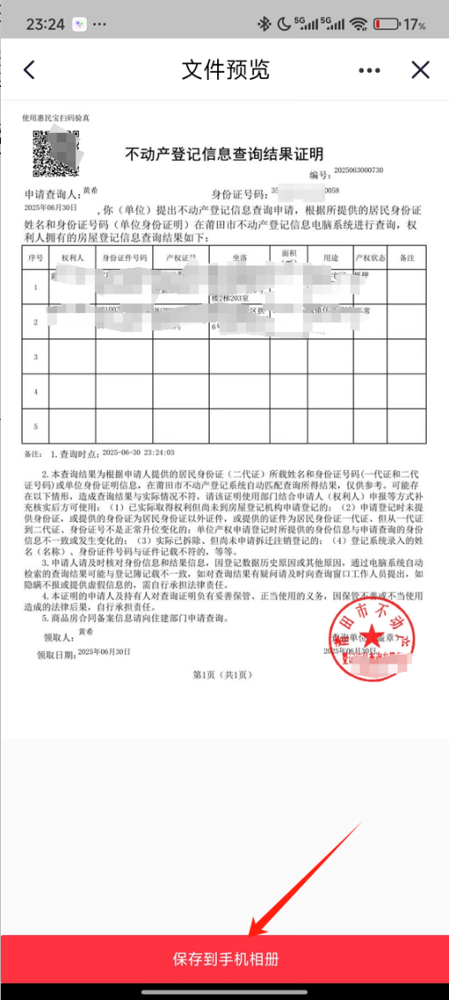 23:24 ··· 5G 5G 17%
文件预览
使用惠民宝扫码验真
不动产登记信息查询结果证明
编号：2025063000730
申请查询人：黄希 身份证号码：35 0058
2025年06月30日，你（单位）提出不动产登记信息查询申请，根据所提供的居民身份证
姓名和身份证号码（单位身份证明）在莆田市不动产登记信息电脑系统进行查询，权
利人拥有的房屋登记信息查询结果如下：
序号 权利人 身份证件号码 产权证号 坐落 面积 用途 产权状态 备注
1 楼2梯203室
2
3
4
5
备注： 1.查询时点：2025-06-30 23:24:03
2.本查询结果为根据申请人提供的居民身份证（二代证）所载姓名和身份证号码(一代证和二代
证号码)或单位身份证明信息，在莆田市不动产登记系统自动匹配查询所得结果，仅供参考。可能存
在以下情形，造成查询结果与实际情况不符，请该证明使用部门结合申请人（权利人）申报等方式补
充核实后方可使用：（1）已实际取得权利但尚未到房屋登记机构申请登记的；（2）申请登记时未提
供身份证，或提供的身份证为居民身份证以外证件，或提供的证件为居民身份证一代证、但从一代证
到二代证、身份证号不是正常升位变化的；单位产权申请登记时所提供的身份信息与申请查询的身份
信息不一致或发生变化的；（3）实际已拆除、但尚未申请拆迁注销登记的；（4）登记系统录入的姓
名（名称）、身份证件号码与证件记载不符的，等等。
3.申请人请及时核对身份信息和结果信息，因登记数据历史原因或其他原因，通过电脑系统自动
检索的查询结果可能与登记簿记载不一致，如对查询结果有疑问请及时向查询窗口工作人员提出，如
隐瞒不报或提供虚假信息的，需自行承担法律责任。
4.本证明的申请人及持有人对查询证明负有妥善保管、正当使用的义务，因保管不善或不当使用
造成的法律后果，自行承担责任。
5.商品房合同备案信息请向住建部门申请查询。
领取人：黄希 查询单位（盖章）
领取日期：2025年06月30日 2025年06月30日
莆田市不动产
第1页（共1页）
保存到手机相册